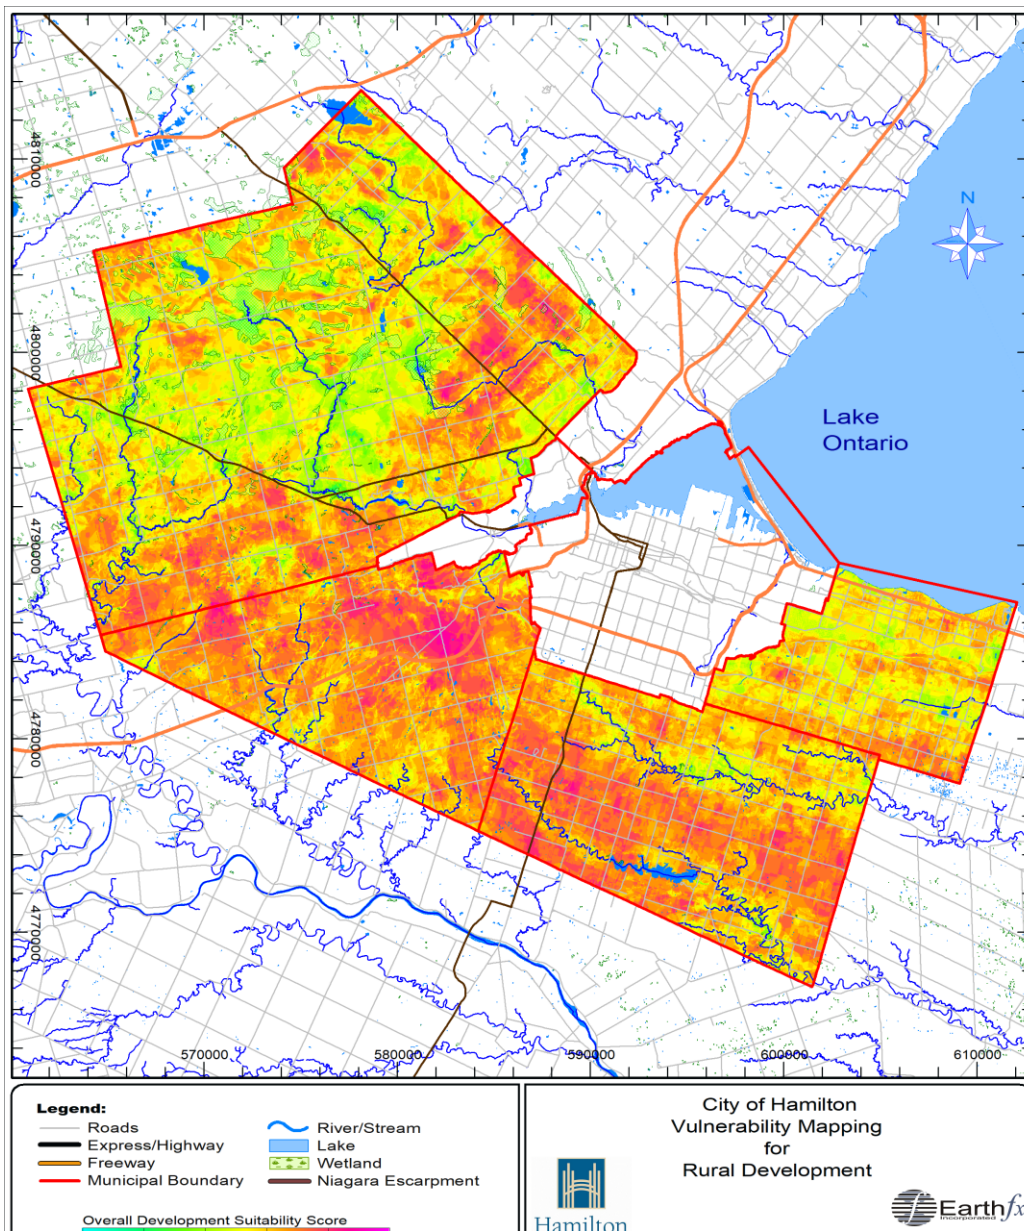 N
Lake
Ontario
4810000
4800000
4790000
4780000
4770000
570000
580000
590000
600000
610000
Legend:
Roads
Express/Highway
Freeway
Municipal Boundary
River/Stream
Lake
Wetland
Niagara Escarpment
Overall Development Suitability Score
City of Hamilton
Vulnerability Mapping
for
Rural Development
Hamilton
Earthfx
Incorporated